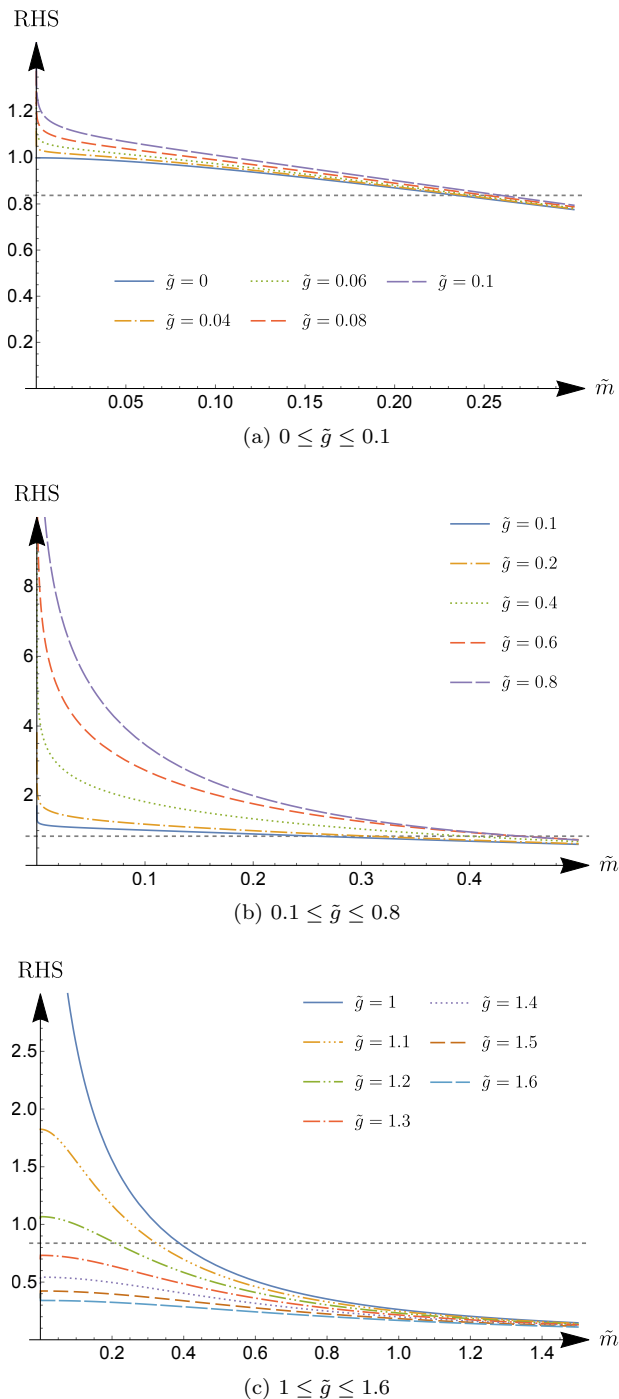 RHS
1.2
1.0
0.8
0.6
0.4
0.2
g̃ = 0 g̃ = 0.06 g̃ = 0.1
g̃ = 0.04 g̃ = 0.08
0.05 0.10 0.15 0.20 0.25 m̃
(a) 0 ≤ g̃ ≤ 0.1
RHS
g̃ = 0.1
g̃ = 0.2
g̃ = 0.4
g̃ = 0.6
g̃ = 0.8
8
6
4
2
0.1 0.2 0.3 0.4 m̃
(b) 0.1 ≤ g̃ ≤ 0.8
RHS
g̃ = 1 g̃ = 1.4
g̃ = 1.1 g̃ = 1.5
g̃ = 1.2 g̃ = 1.6
g̃ = 1.3
2.5
2.0
1.5
1.0
0.5
0.2 0.4 0.6 0.8 1.0 1.2 1.4 m̃
(c) 1 ≤ g̃ ≤ 1.6